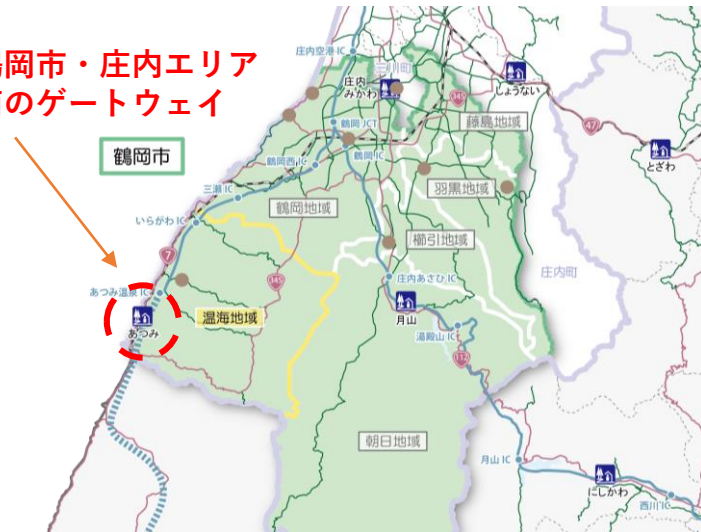 岡市・庄内エリア
のゲートウェイ
鶴岡市
庄内空港 IC
三川町
庄内
みかわ
しょうない
345
47
藤島地域
とざわ
鶴岡 JCT
鶴岡西 IC
鶴岡 IC
三瀬 IC
羽黒地域
鶴岡地域
いらがわ IC
櫛引地域
7
345
庄内町
あつみ温泉 IC
庄内あさひ IC
あつみ
温海地域
月山
湯殿山 IC
112
朝日地域
月山 IC
にしかわ
西川 IC